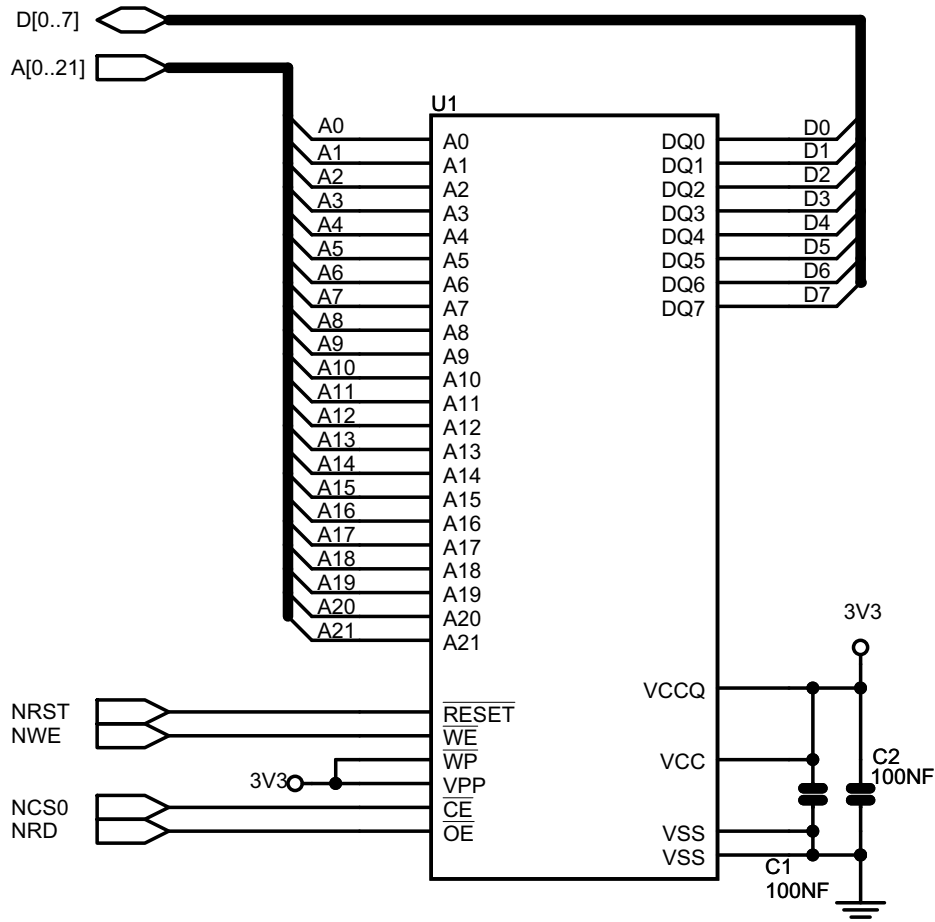 D[0..7]
A[0..21]
U1
A0 A0 DQ0 D0
A1 A1 DQ1 D1
A2 A2 DQ2 D2
A3 A3 DQ3 D3
A4 A4 DQ4 D4
A5 A5 DQ5 D5
A6 A6 DQ6 D6
A7 A7 DQ7 D7
A8 A8
A9 A9
A10 A10
A11 A11
A12 A12
A13 A13
A14 A14
A15 A15
A16 A16
A17 A17
A18 A18
A19 A19
A20 A20
A21 A21
3V3
VCCQ
NRST RESET
NWE WE
WP VCC C2
3V3 VPP 100NF
NCS0 CE
NRD OE VSS
VSS
C1
100NF